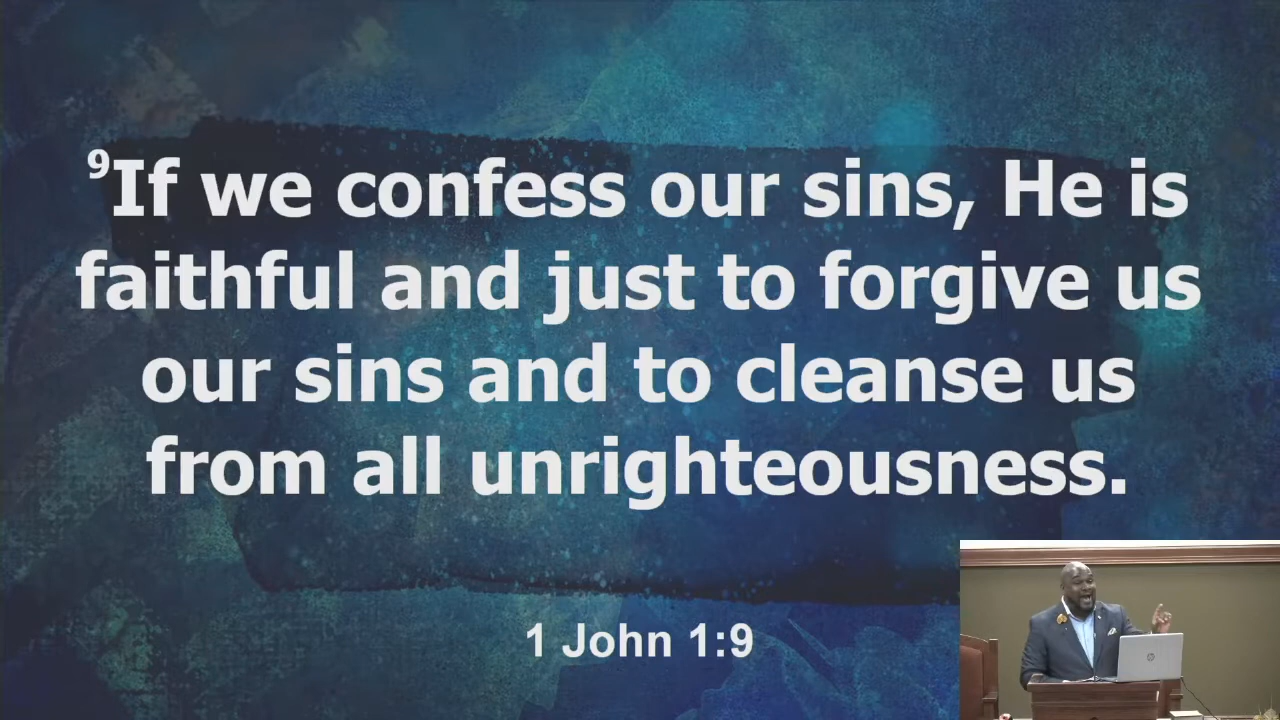 ⁹If we confess our sins, He is
faithful and just to forgive us
our sins and to cleanse us
from all unrighteousness.
1 John 1:9